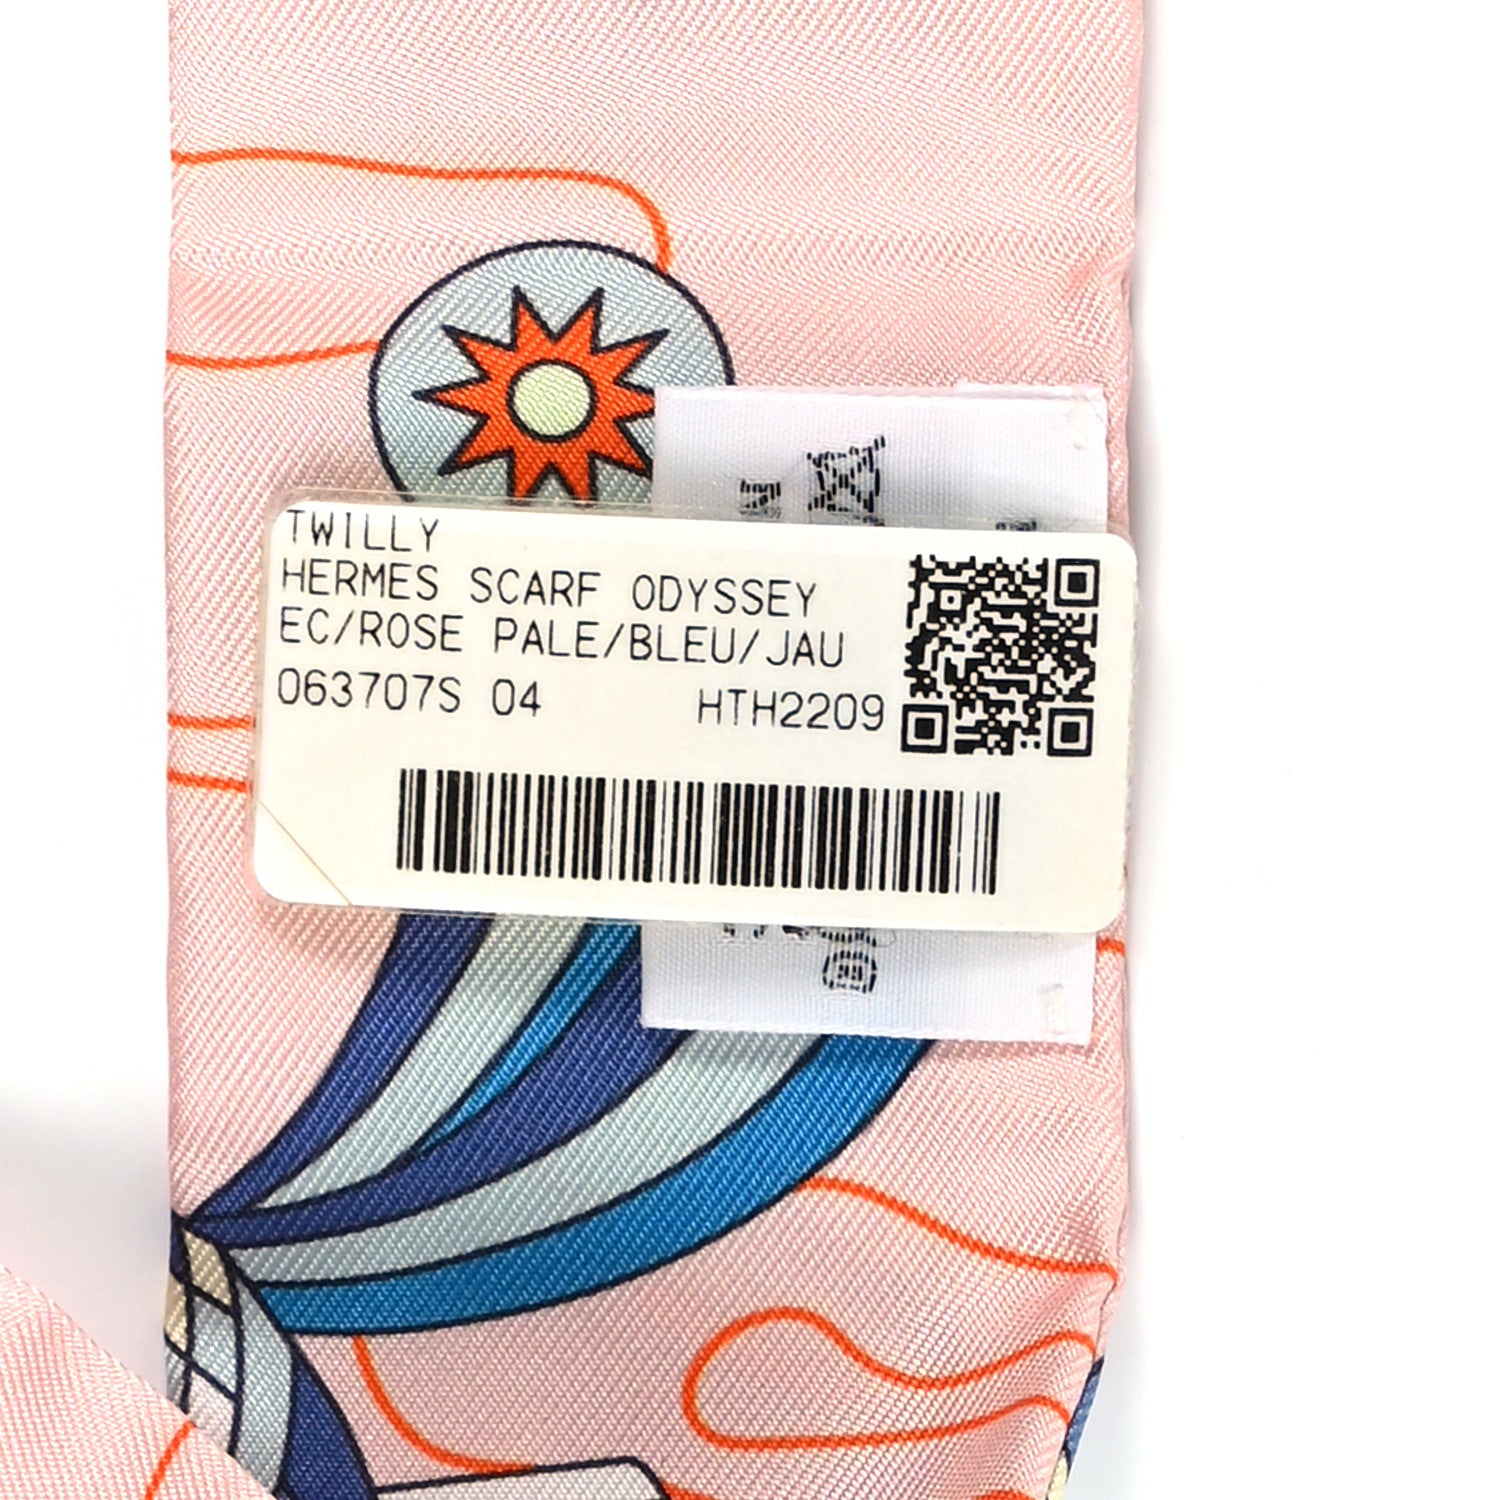 TWILLY
HERMES SCARF ODYSSEY
EC/ROSE PALE/BLEU/JAU
063707S 04 HTH2209